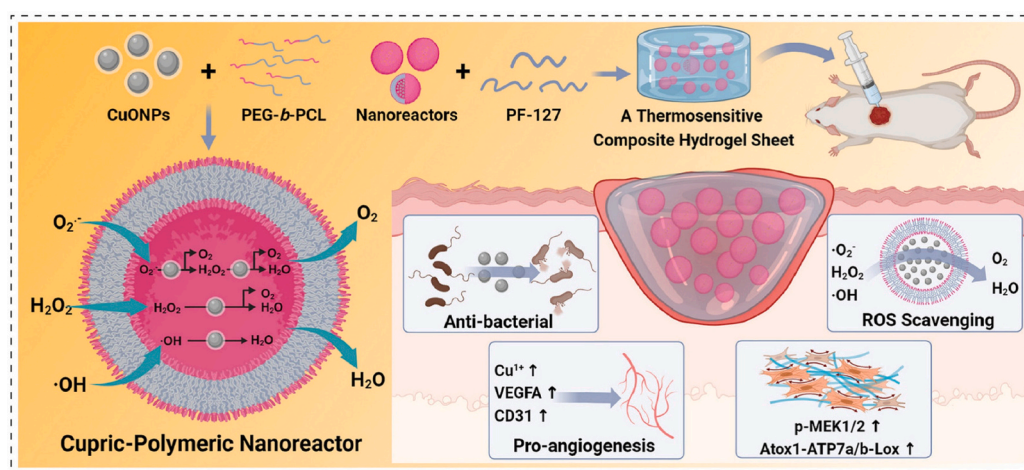 CuONPs
+
PEG-b-PCL
Nanoreactors
+
PF-127
A Thermosensitive
Composite Hydrogel Sheet
O₂·⁻
O₂
O₂
O₂
O₂·⁻
H₂O₂
H₂O
H₂O₂
H₂O₂
O₂
H₂O
·OH
H₂O
·OH
H₂O
Cupric-Polymeric Nanoreactor
Anti-bacterial
·O₂⁻
H₂O₂
·OH
O₂
H₂O
ROS Scavenging
Cu¹⁺ ↑
VEGFA ↑
CD31 ↑
Pro-angiogenesis
p-MEK1/2 ↑
Atox1-ATP7a/b-Lox ↑